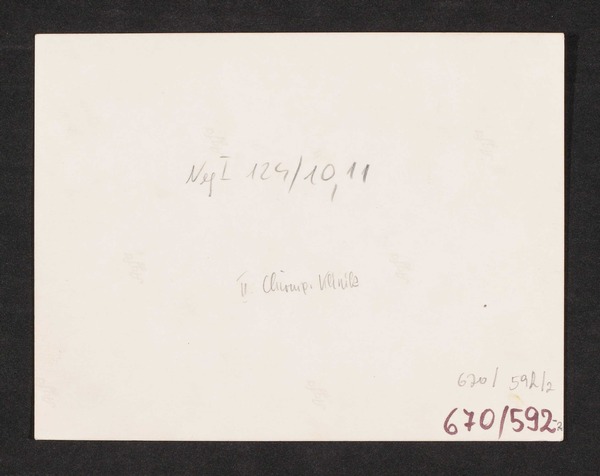 Neg I 124/10,11
II. Chirurg. Klinik
670/ 592/2
670/592-2